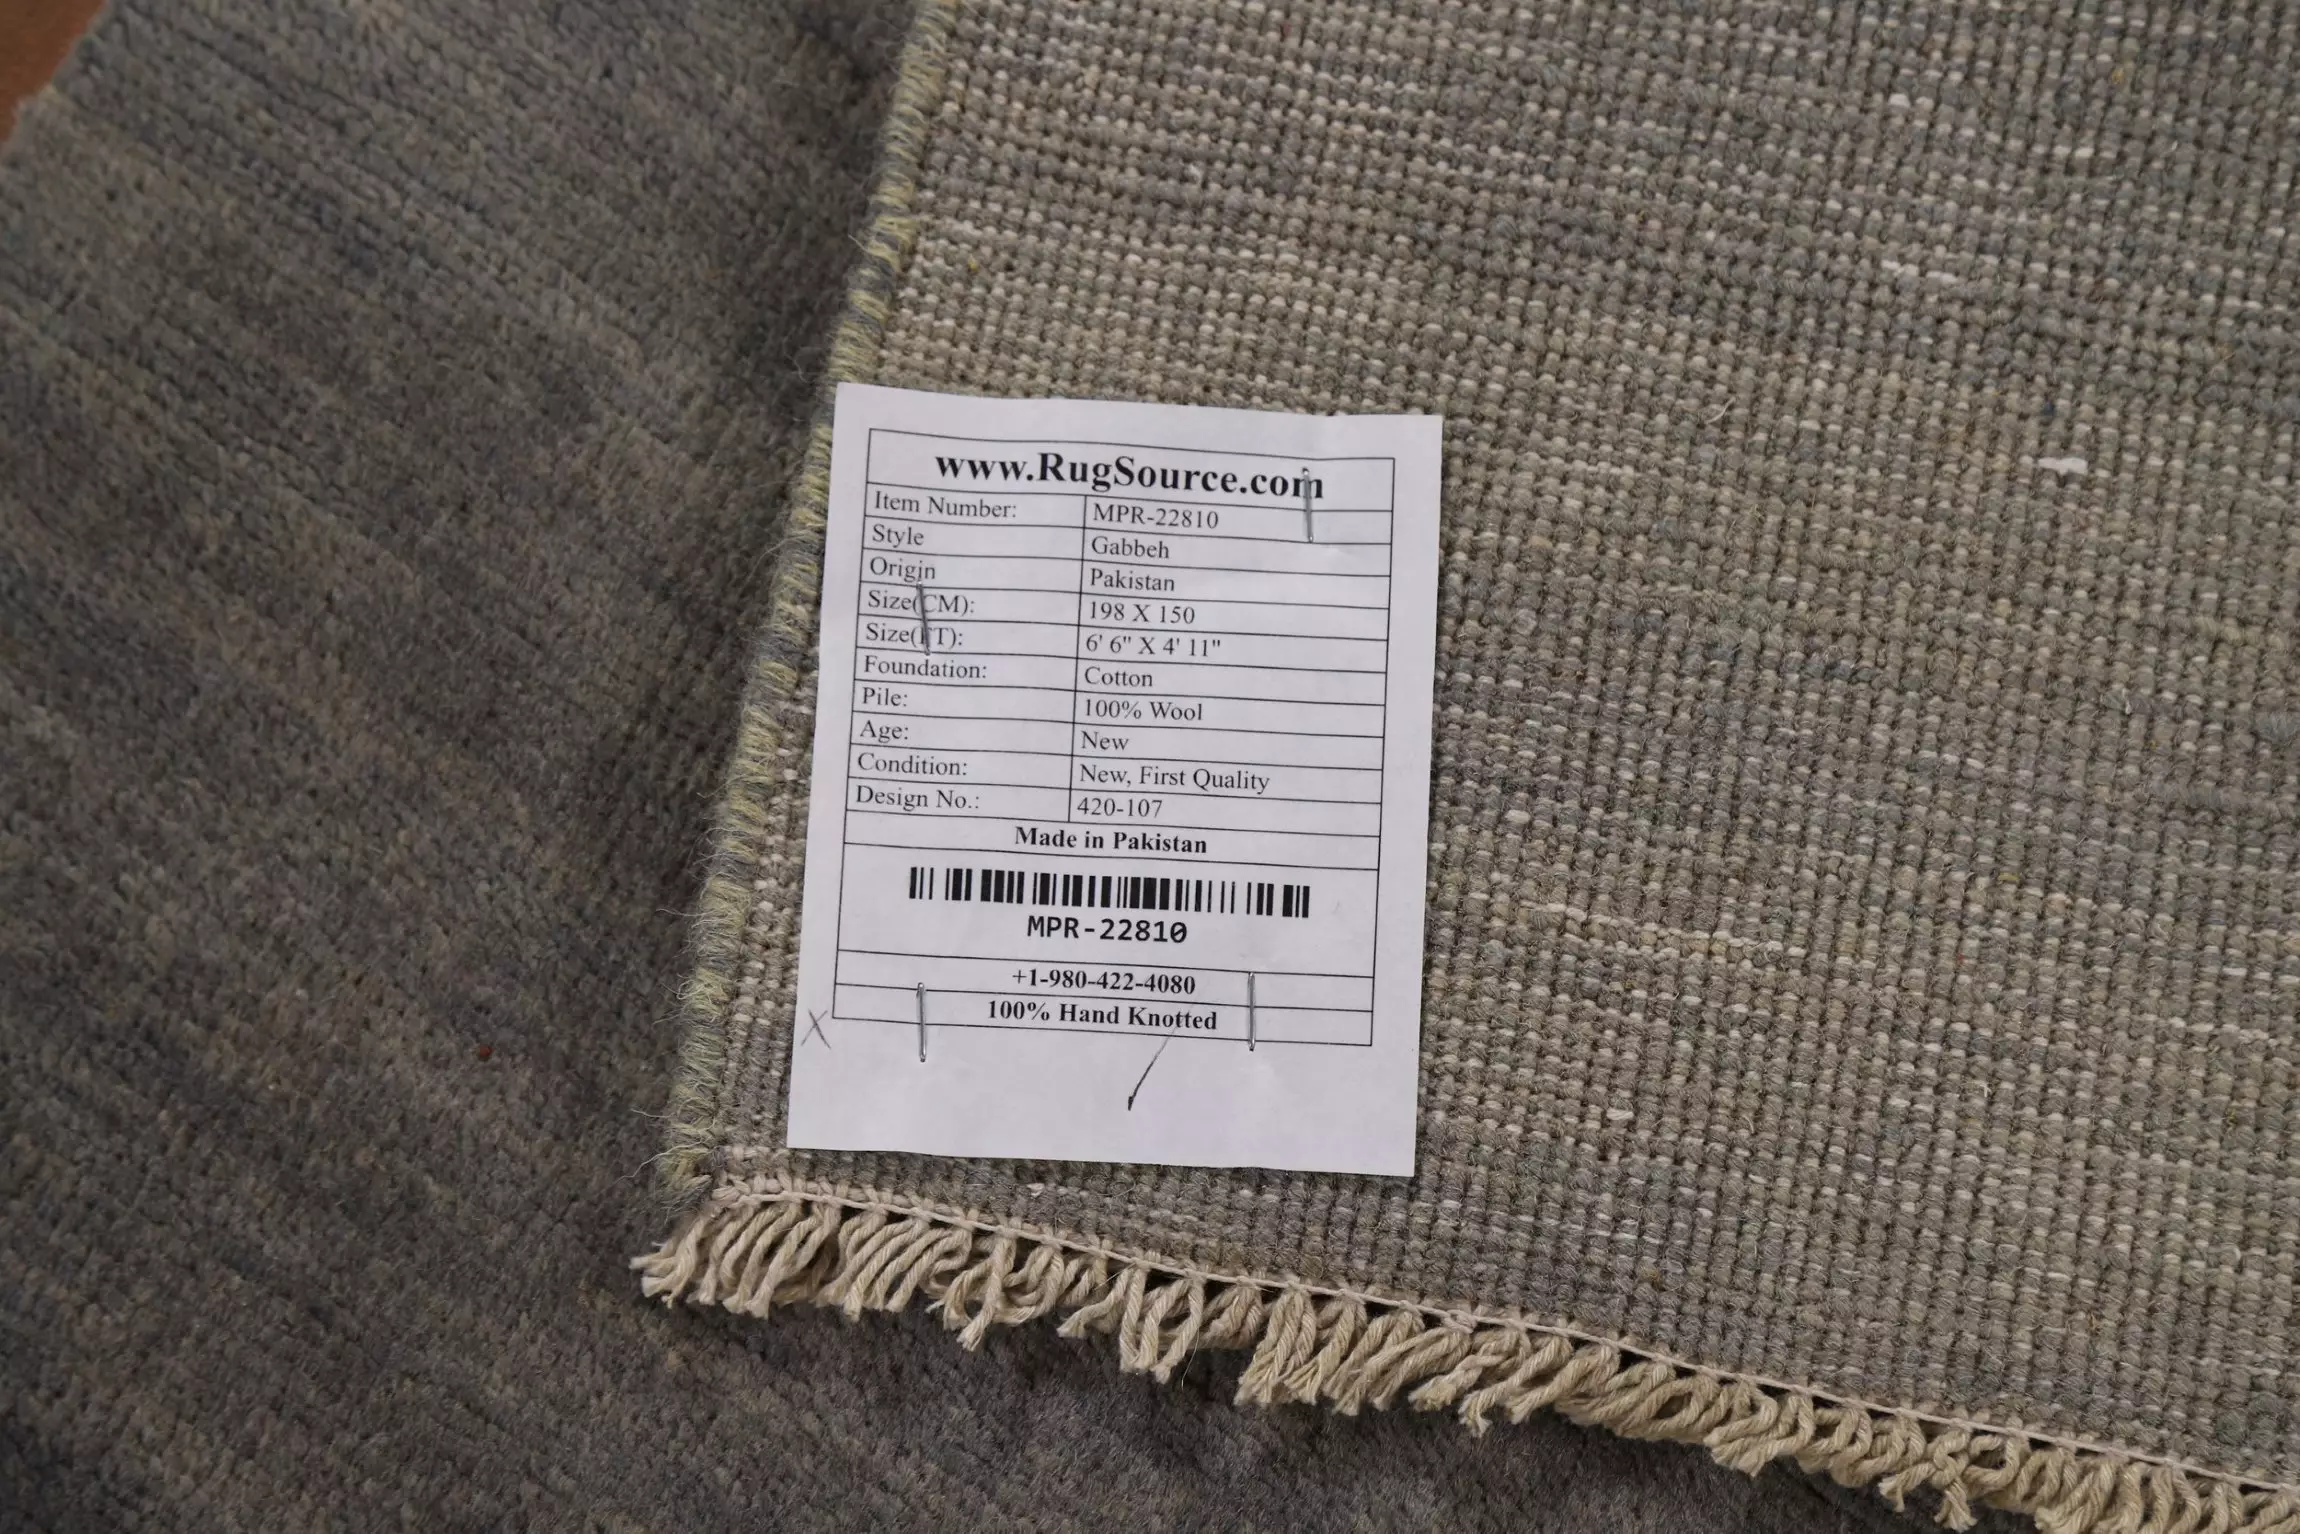 www.RugSource.com
Item Number: MPR-22810
Style Gabbeh
Origin Pakistan
Size(CM): 198 X 150
Size(FT): 6' 6" X 4' 11"
Foundation: Cotton
Pile: 100% Wool
Age: New
Condition: New, First Quality
Design No.: 420-107
Made in Pakistan
MPR-22810
+1-980-422-4080
100% Hand Knotted
X